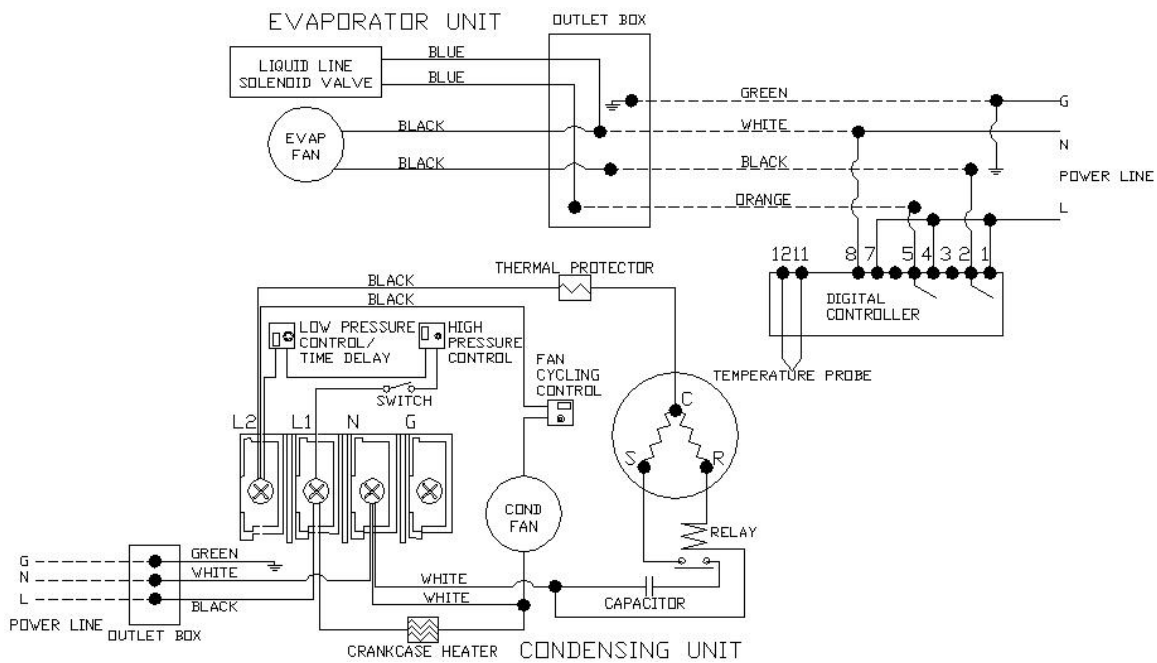 EVAPORATOR UNIT
OUTLET BOX
LIQUID LINE
SOLENOID VALVE
BLUE
BLUE
EVAP
FAN
BLACK
BLACK
GREEN
WHITE
BLACK
ORANGE
G
N
POWER LINE
L
12 11 8 7 5 4 3 2 1
DIGITAL
CONTROLLER
TEMPERATURE PROBE
THERMAL PROTECTOR
BLACK
BLACK
LOW PRESSURE
CONTROL/
TIME DELAY
HIGH
PRESSURE
CONTROL
SWITCH
FAN
CYCLING
CONTROL
L2 L1 N G
C
S R
COND
FAN
RELAY
G
N
L
POWER LINE
OUTLET BOX
GREEN
WHITE
BLACK
WHITE
WHITE
CAPACITOR
CRANKCASE HEATER
CONDENSING UNIT